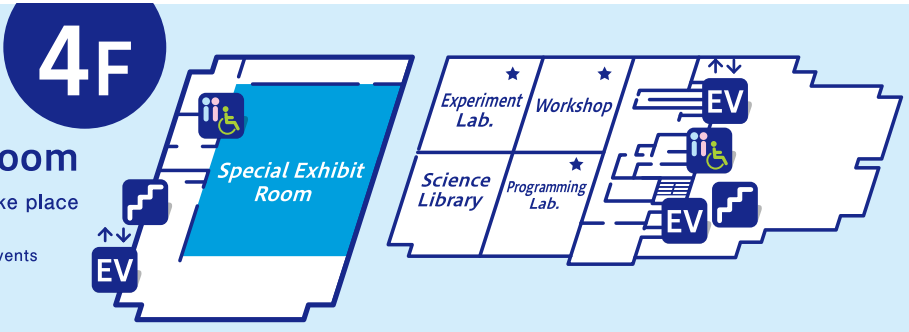 4F
oom
ke place
vents
Special Exhibit
Room
EV
Experiment
Lab.
Workshop
Science
Library
Programming
Lab.
EV
EV